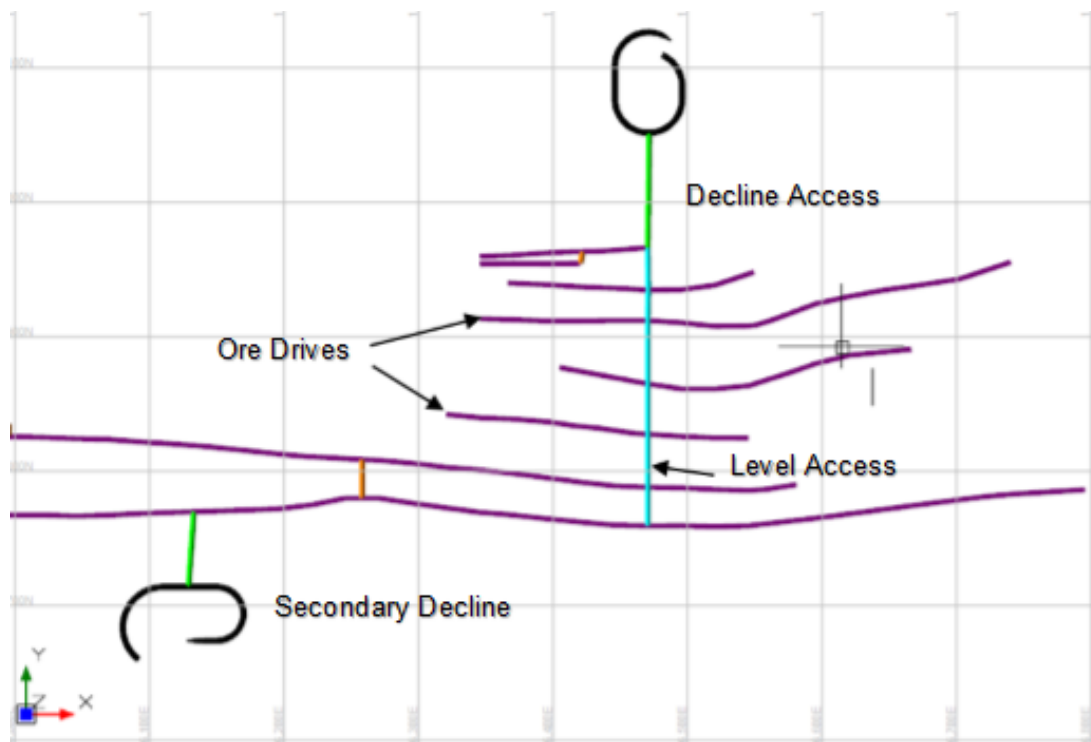 Decline Access
Ore Drives
Level Access
Secondary Decline
Y
Z
X